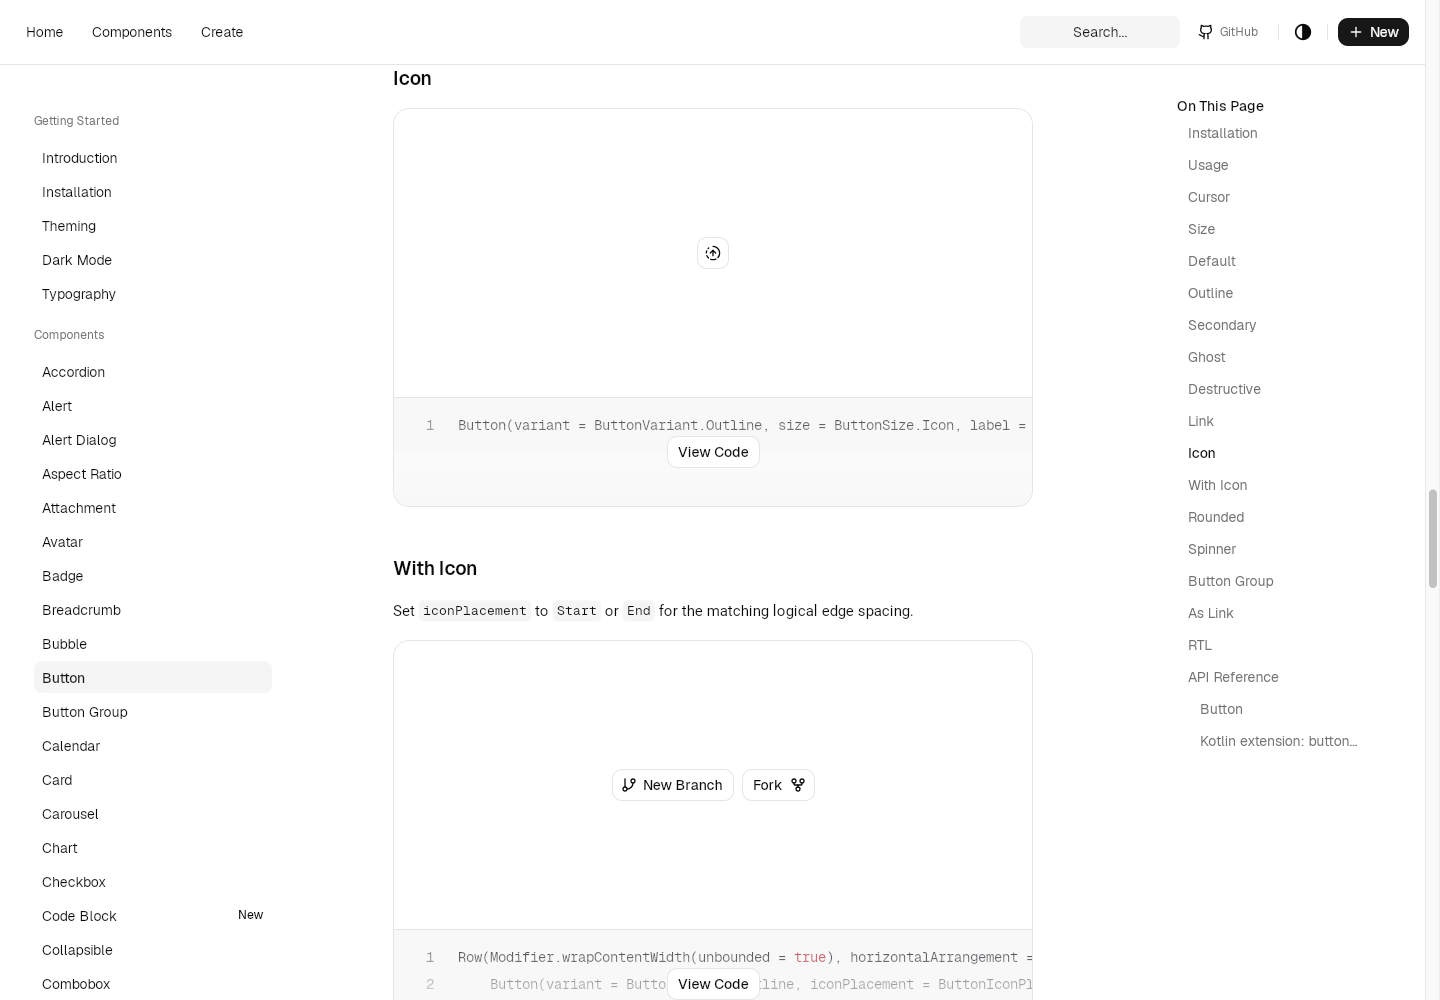 Home
Components
Create
Search...
GitHub
New
Getting Started
Introduction
Installation
Theming
Dark Mode
Typography
Components
Accordion
Alert
Alert Dialog
Aspect Ratio
Attachment
Avatar
Badge
Breadcrumb
Bubble
Button
Button Group
Calendar
Card
Carousel
Chart
Checkbox
Code Block New
Collapsible
Combobox
Icon
1 Button(variant = ButtonVariant.Outline, size = ButtonSize.Icon, label =
View Code
With Icon
Set iconPlacement to Start or End for the matching logical edge spacing.
New Branch
Fork
1 Row(Modifier.wrapContentWidth(unbounded = true), horizontalArrangement =
2 Button(variant = Butto tline, iconPlacement = ButtonIconPl
View Code
On This Page
Installation
Usage
Cursor
Size
Default
Outline
Secondary
Ghost
Destructive
Link
Icon
With Icon
Rounded
Spinner
Button Group
As Link
RTL
API Reference
Button
Kotlin extension: button...